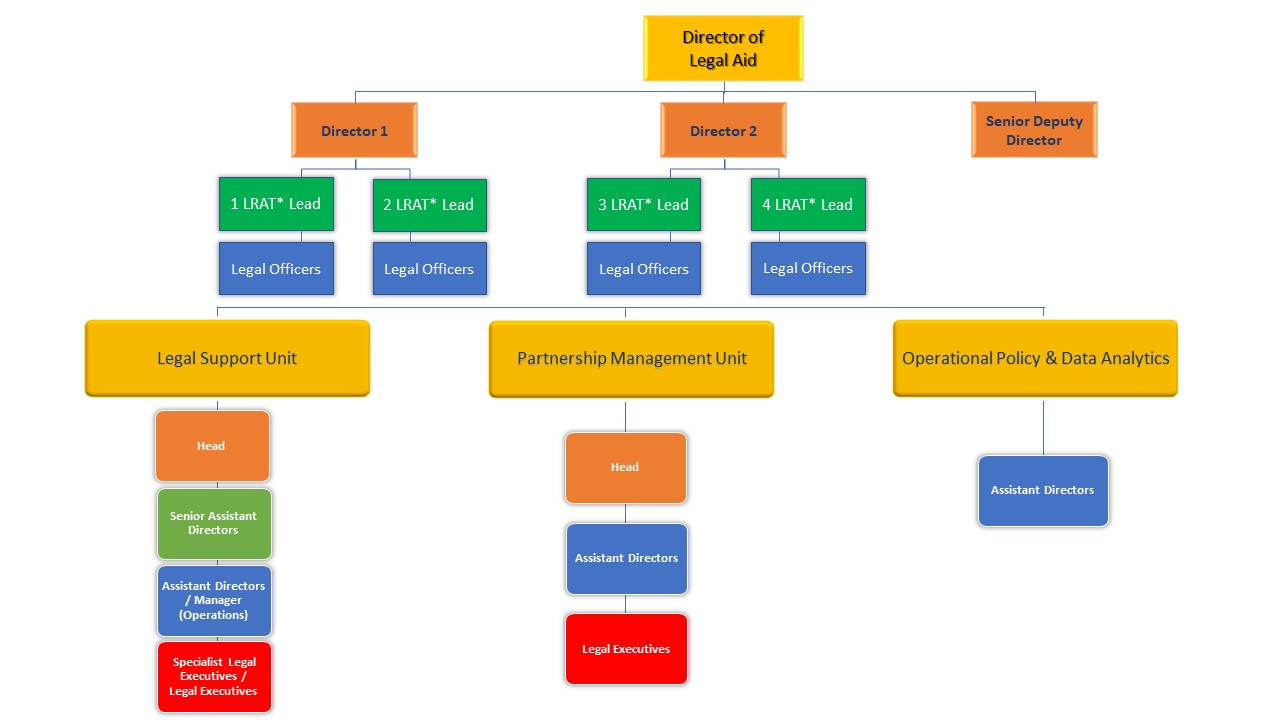 Director of
Legal Aid
Director 1
Director 2
Senior Deputy
Director
1 LRAT* Lead
2 LRAT* Lead
3 LRAT* Lead
4 LRAT* Lead
Legal Officers
Legal Officers
Legal Officers
Legal Officers
Legal Support Unit
Partnership Management Unit
Operational Policy & Data Analytics
Head
Senior Assistant
Directors
Assistant Directors
/ Manager
(Operations)
Specialist Legal
Executives /
Legal Executives
Head
Assistant Directors
Legal Executives
Assistant Directors